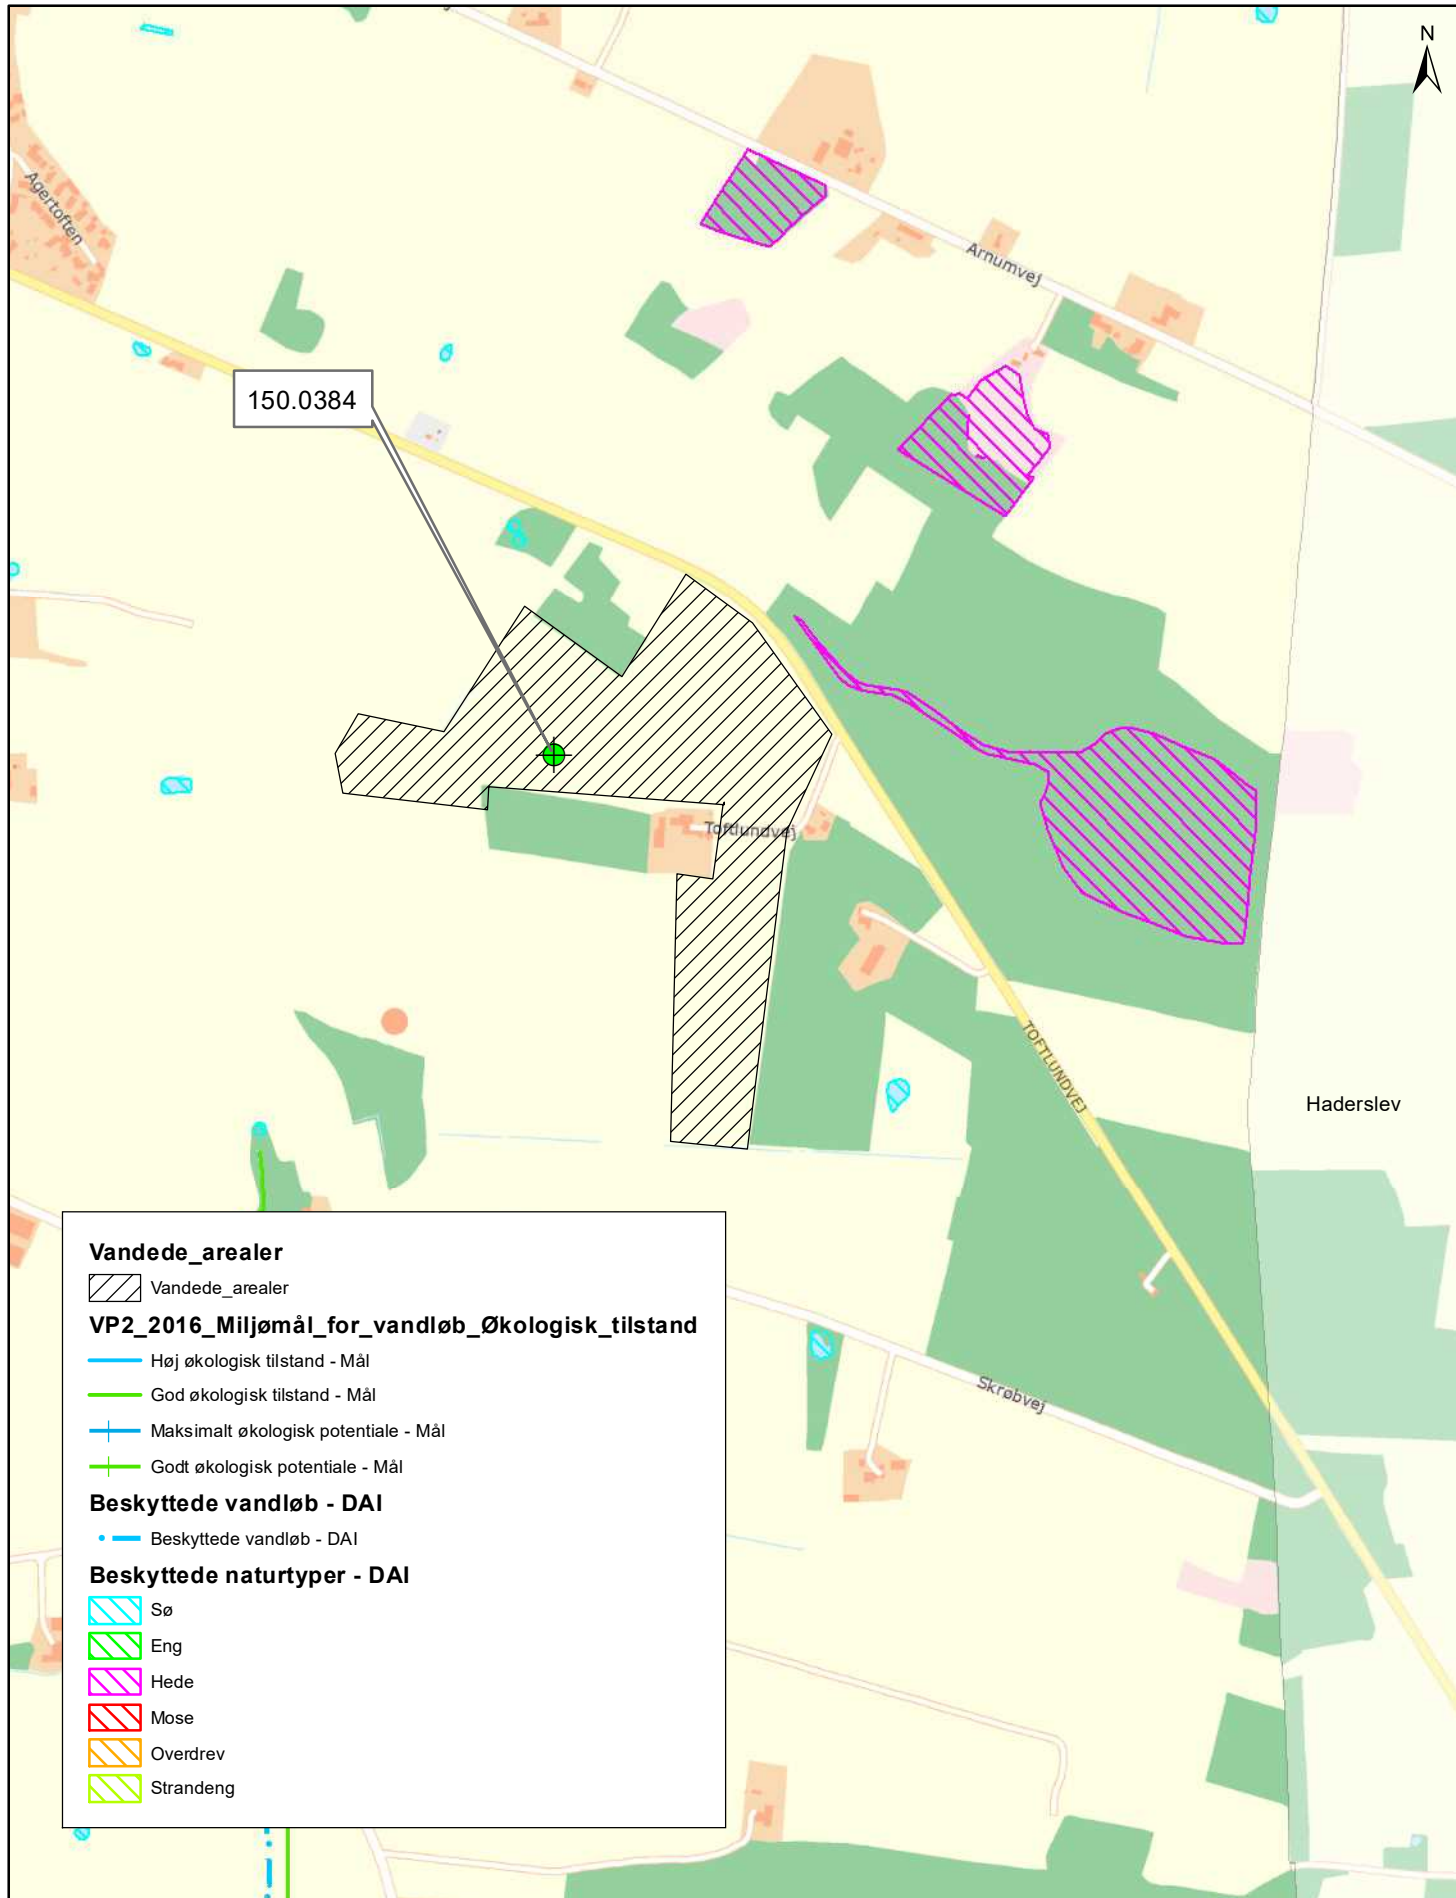 N
Agertoften
Arnumvej
150.0384
Toftlundvej
TOFTLUNDVEJ
Haderslev
Skrøbvej
Vandede_arealer
Vandede_arealer
VP2_2016_Miljømål_for_vandløb_Økologisk_tilstand
Høj økologisk tilstand - Mål
God økologisk tilstand - Mål
Maksimalt økologisk potentiale - Mål
Godt økologisk potentiale - Mål
Beskyttede vandløb - DAI
Beskyttede vandløb - DAI
Beskyttede naturtyper - DAI
Sø
Eng
Hede
Mose
Overdrev
Strandeng